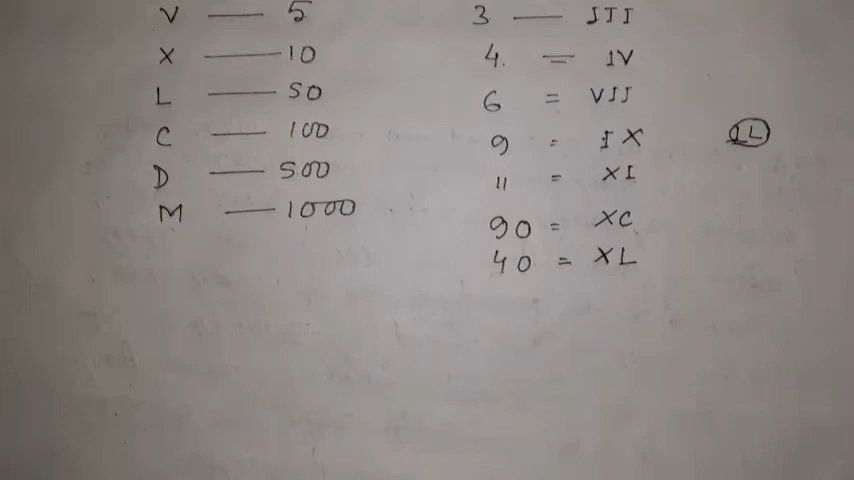 V — 5
X — 10
L — 50
C — 100
D — 500
M — 1000
3 — III
4. = IV
6 = VII
9 = IX
11 = XI
90 = XC
40 = XL
IL